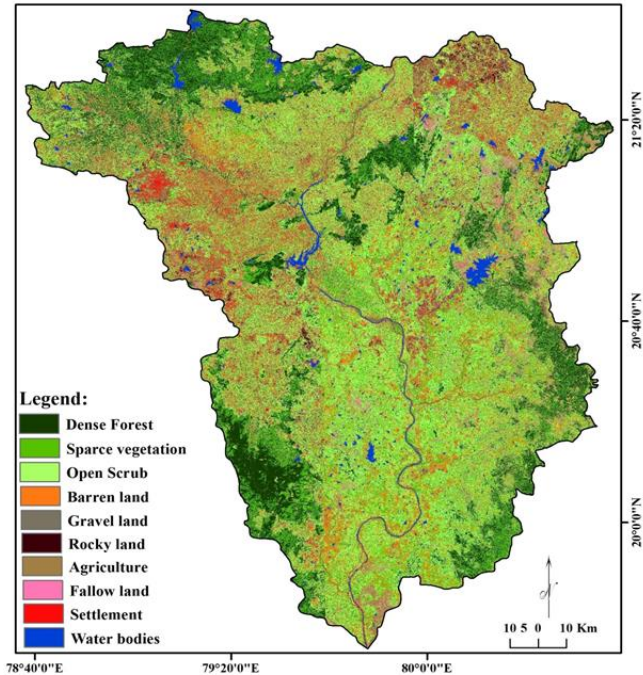 21°20'0"N
20°40'0"N
20°0'0"N
Legend:
Dense Forest
Sparce vegetation
Open Scrub
Barren land
Gravel land
Rocky land
Agriculture
Fallow land
Settlement
Water bodies
N
10 5 0 10 Km
78°40'0"E 79°20'0"E 80°0'0"E